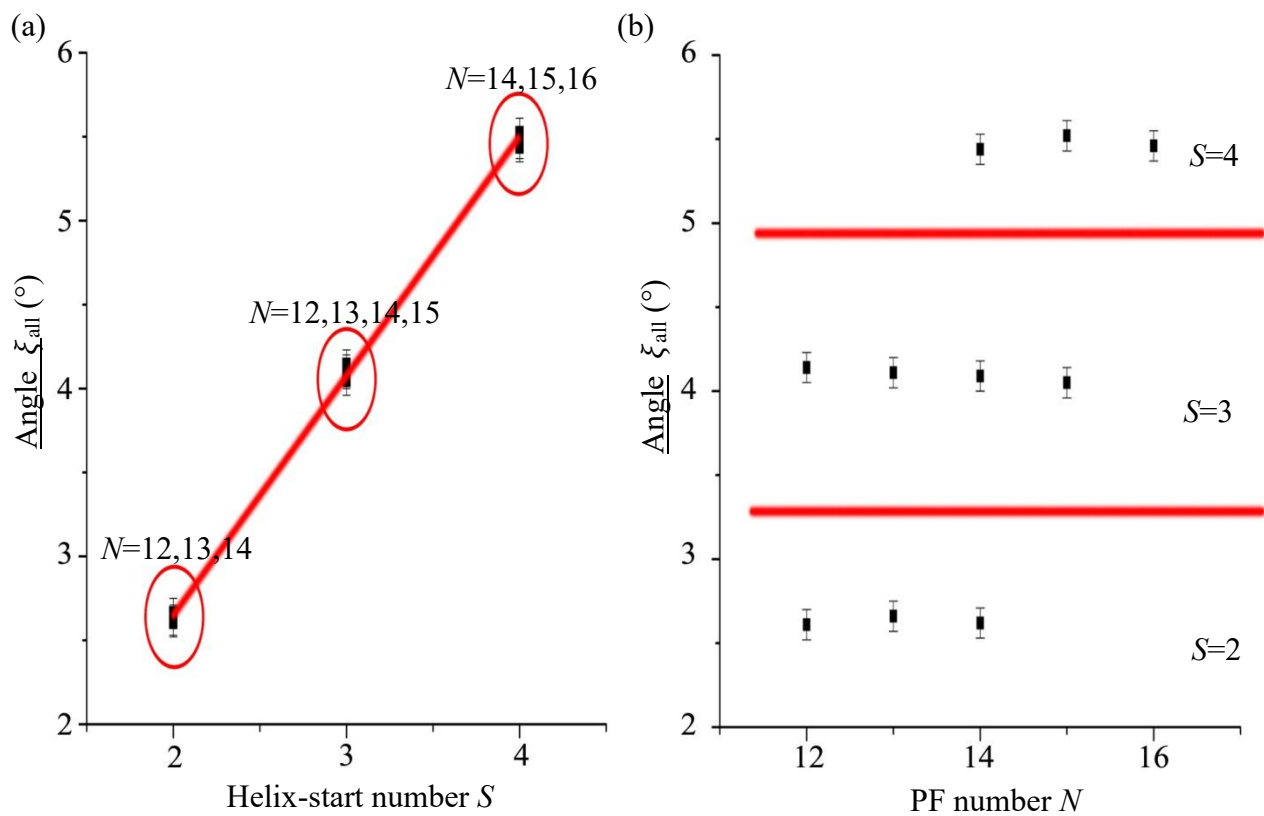 (a)
6
5
4
3
2
Angle ξall (°)
N=14,15,16
N=12,13,14,15
N=12,13,14
2
3
4
Helix-start number S
(b)
6
5
4
3
2
Angle ξall (°)
S=4
S=3
S=2
12
14
16
PF number N